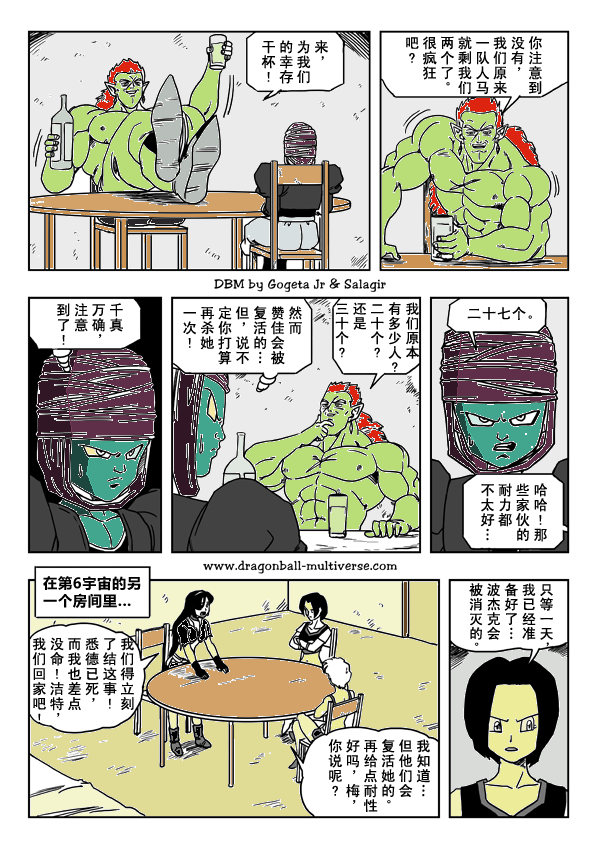 来，
为我们
的幸存
干杯！
你注意到
没有，
我们原来
一队人马
就剩我们
两个了。
很疯狂
吧？
DBM by Gogeta Jr & Salagir
千真
万确，
注意
到了！
然而
赞佳会被
复活的…
但，说不
定你打算
再杀她
一次！
我们原本
有多少人？
二十个？
还是
三十个？
二十七个。
哈哈！那
些家伙的
耐力都
不太好…
www.dragonball-multiverse.com
在第6宇宙的另
一个房间里...
我们得立刻
了结这事！
悉德已死，
而我也差点
没命！洁特，
我们回家吧！
我知道…
但他们会
复活她的。
再给点耐性
好吗，梅，
你说呢？
只等一天，
我已经准
备好了…
波杰克会
被消灭的。